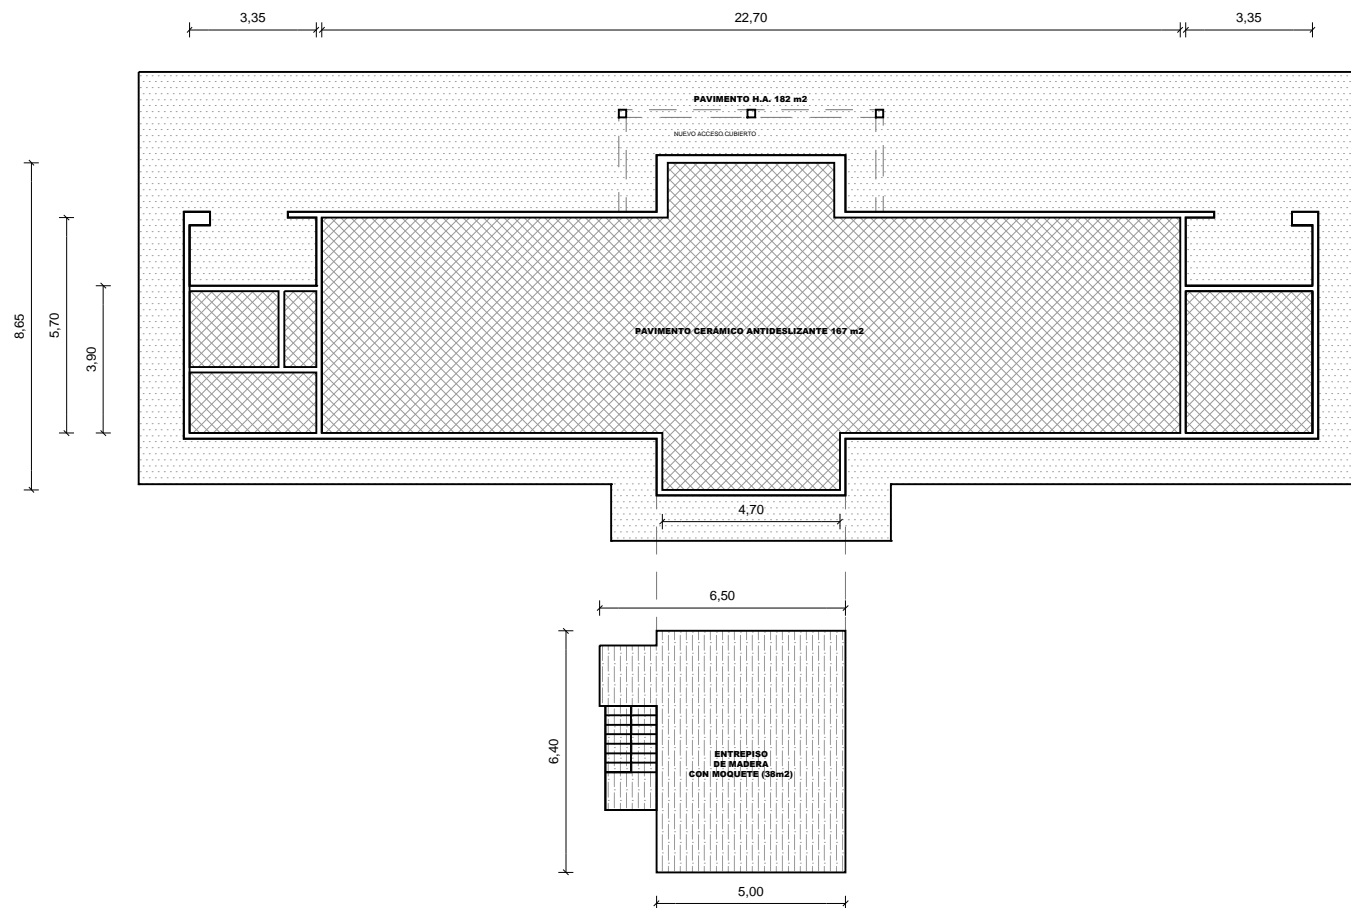 3,35
22,70
3,35
PAVIMENTO H.A. 182 m2
NUEVO ACCESO CUBIERTO
8,65
5,70
3,90
PAVIMENTO CERÁMICO ANTIDESLIZANTE 167 m2
4,70
6,50
6,40
ENTREPISO
DE MADERA
CON MOQUETE (38m2)
5,00